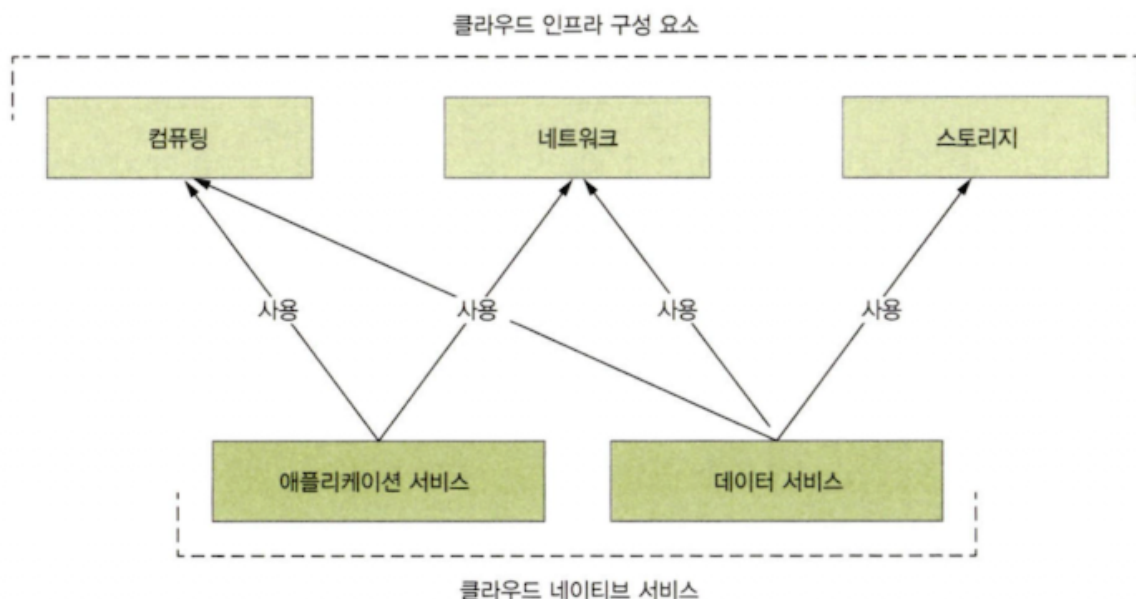 클라우드 인프라 구성 요소
컴퓨팅
네트워크
스토리지
사용
사용
사용
사용
애플리케이션 서비스
데이터 서비스
클라우드 네이티브 서비스